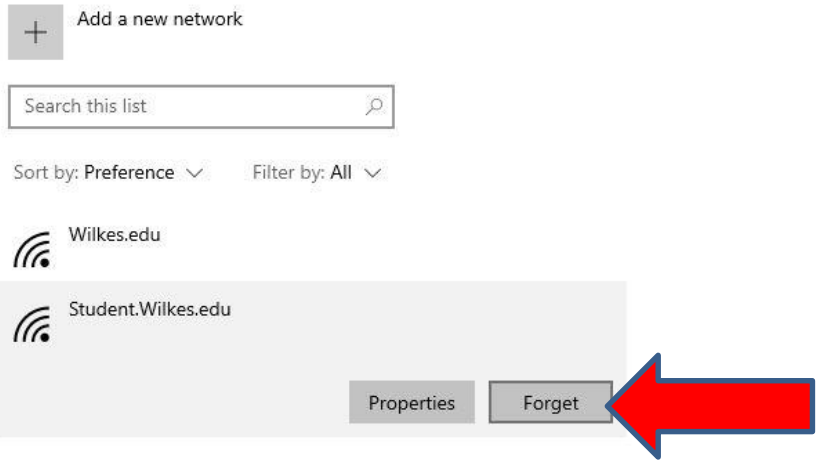 Add a new network
Search this list
Sort by: Preference Filter by: All
Wilkes.edu
Student.Wilkes.edu
Properties Forget